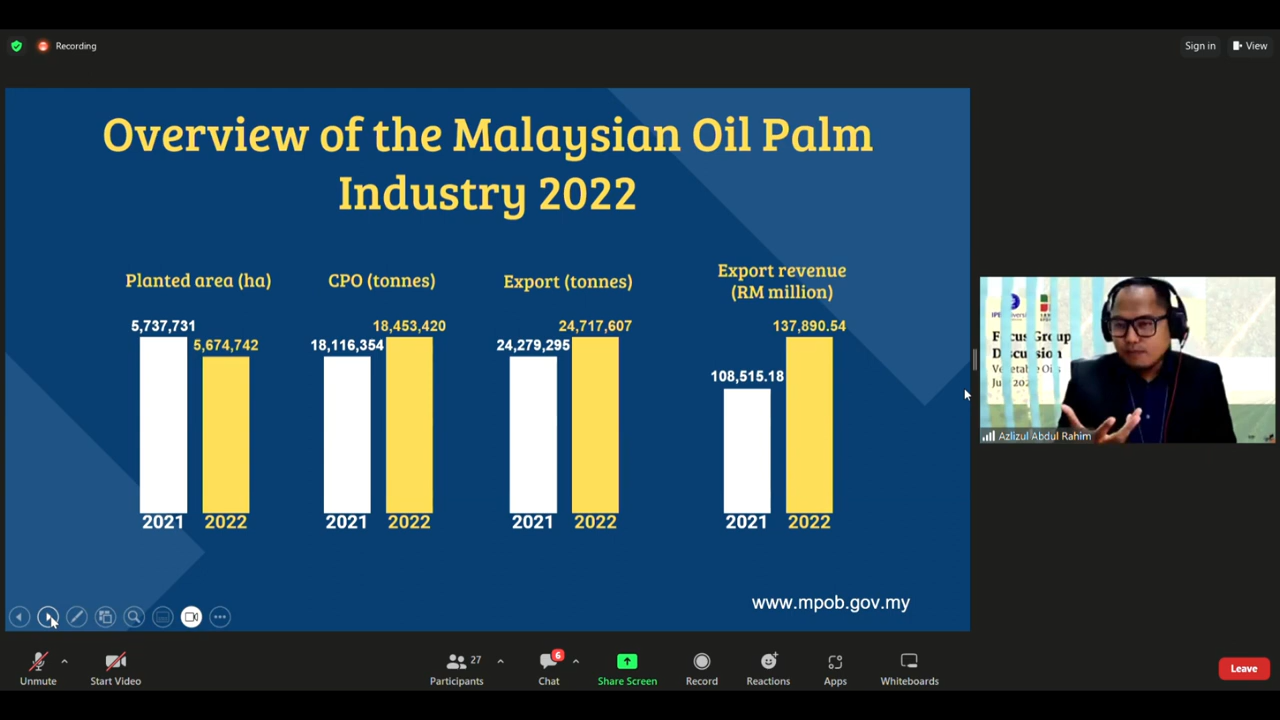 Recording
Sign in
View
Overview of the Malaysian Oil Palm
Industry 2022
Planted area (ha)
5,737,731
5,674,742
2021
2022
CPO (tonnes)
18,116,354
18,453,420
2021
2022
Export (tonnes)
24,279,295
24,717,607
2021
2022
Export revenue
(RM million)
108,515.18
137,890.54
2021
2022
www.mpob.gov.my
Focus Group
Discussion
Azlizul Abdul Rahim
Unmute
Start Video
27
Participants
6
Chat
Share Screen
Record
Reactions
Apps
Whiteboards
Leave